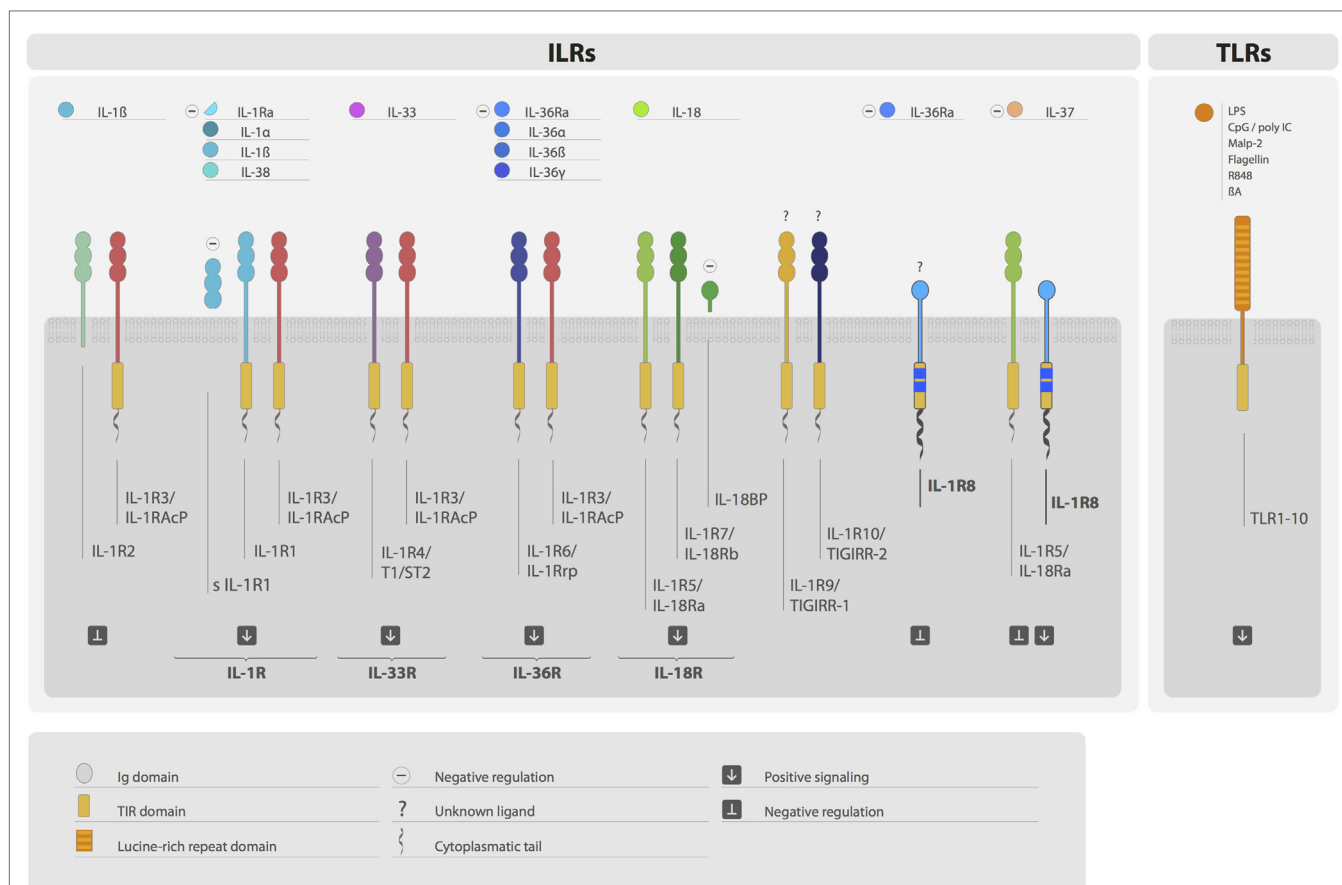 ILRs
TLRs
IL-1ß
− IL-1Ra
IL-1α
IL-1ß
IL-38
IL-33
− IL-36Ra
IL-36α
IL-36ß
IL-36γ
IL-18
− IL-36Ra
− IL-37
LPS
CpG / poly IC
Malp-2
Flagellin
R848
ßA
? ?
−
−
?
IL-1R3/
IL-1RAcP
IL-1R2
IL-1R3/
IL-1RAcP
IL-1R1
s IL-1R1
IL-1R3/
IL-1RAcP
IL-1R4/
T1/ST2
IL-1R3/
IL-1RAcP
IL-1R6/
IL-1Rrp
IL-18BP
IL-1R7/
IL-18Rb
IL-1R5/
IL-18Ra
IL-1R10/
TIGIRR-2
IL-1R9/
TIGIRR-1
IL-1R8
IL-1R8
IL-1R5/
IL-18Ra
TLR1-10
IL-1R
IL-33R
IL-36R
IL-18R
Ig domain
TIR domain
Lucine-rich repeat domain
− Negative regulation
? Unknown ligand
Cytoplasmatic tail
↓ Positive signaling
⊥ Negative regulation